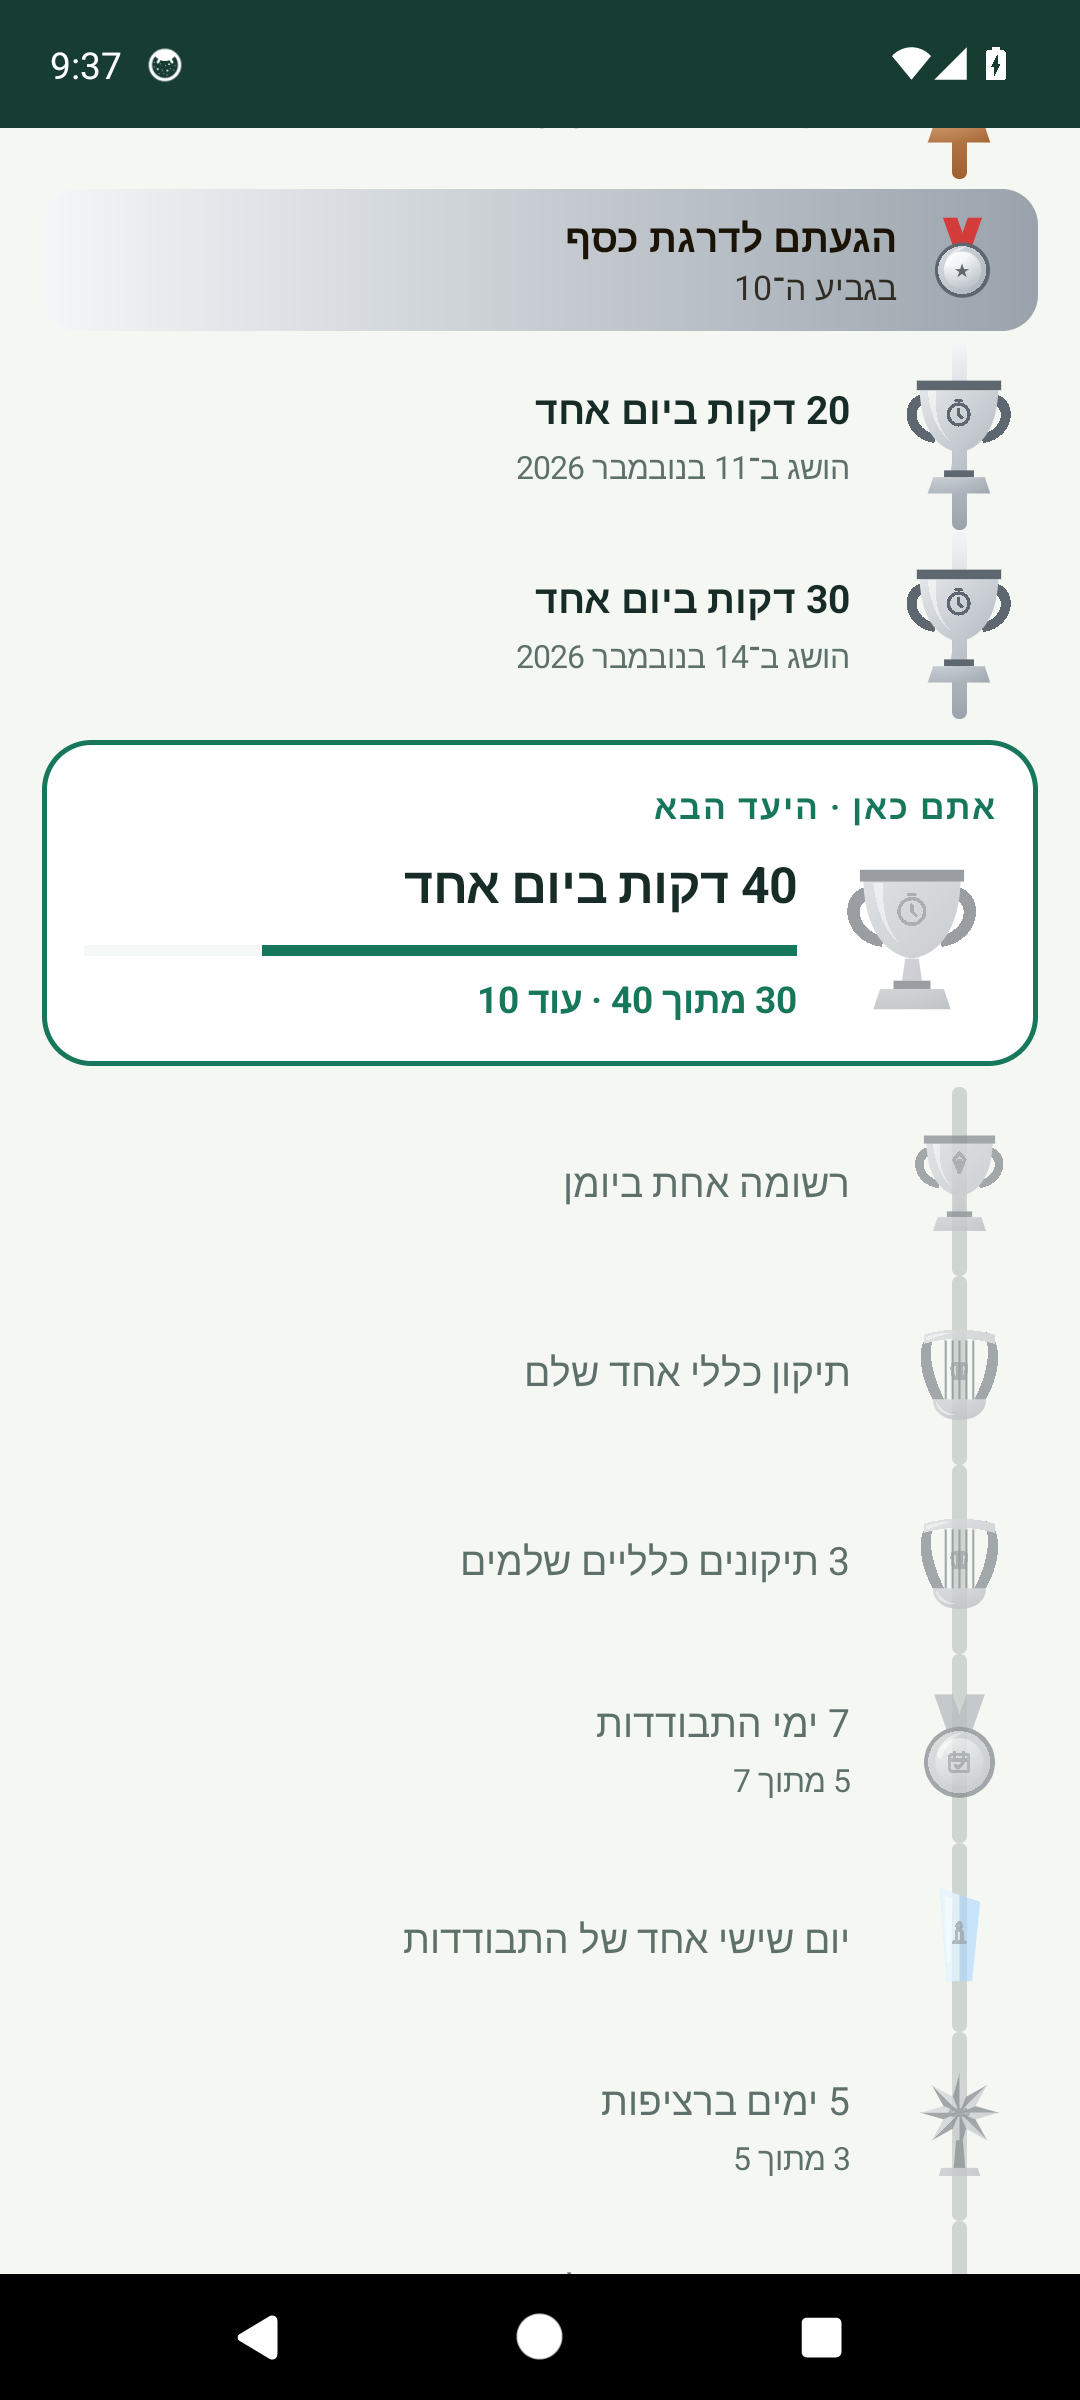 9:37
הגעתם לדרגת כסף
בגביע ה־10
20 דקות ביום אחד
הושג ב־11 בנובמבר 2026
30 דקות ביום אחד
הושג ב־14 בנובמבר 2026
אתם כאן · היעד הבא
40 דקות ביום אחד
30 מתוך 40 · עוד 10
רשומה אחת ביומן
תיקון כללי אחד שלם
3 תיקונים כלליים שלמים
7 ימי התבודדות
5 מתוך 7
יום שישי אחד של התבודדות
5 ימים ברציפות
3 מתוך 5